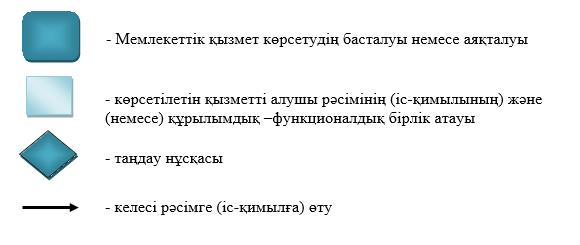 - Мемлекеттік қызмет көрсетудің басталуы немесе аяқталуы
- көрсетілетін қызметті алушы рәсімінің (іс-қимылының) және
(немесе) құрылымдық –функционалдық бірлік атауы
- таңдау нұсқасы
- келесі рәсімге (іс-қимылға) өту